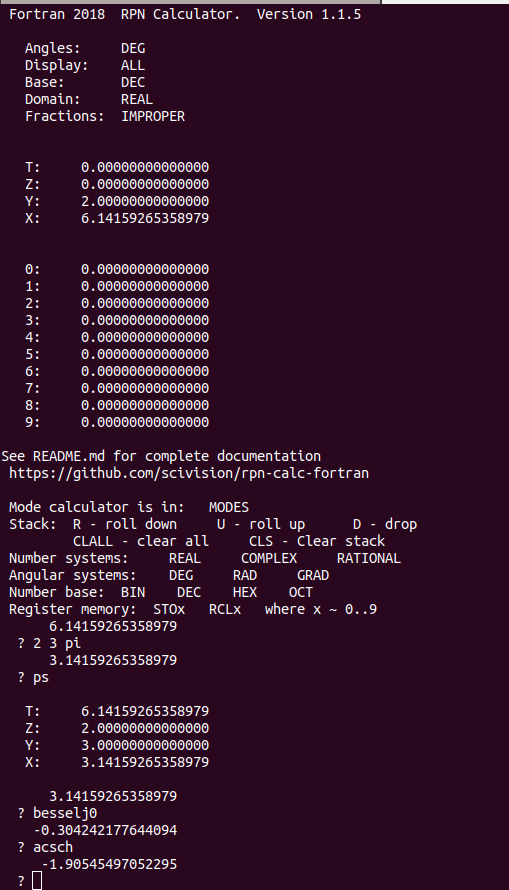 Fortran 2018  RPN Calculator.  Version 1.1.5
Angles:     DEG
Display:    ALL
Base:       DEC
Domain:     REAL
Fractions:  IMPROPER
T:     0.00000000000000
Z:     0.00000000000000
Y:     2.00000000000000
X:     6.14159265358979
0:     0.00000000000000
1:     0.00000000000000
2:     0.00000000000000
3:     0.00000000000000
4:     0.00000000000000
5:     0.00000000000000
6:     0.00000000000000
7:     0.00000000000000
8:     0.00000000000000
9:     0.00000000000000
See README.md for complete documentation
https://github.com/scivision/rpn-calc-fortran
Mode calculator is in:   MODES
Stack:  R - roll down     U - roll up      D - drop
CLALL - clear all     CLS - Clear stack
Number systems:     REAL     COMPLEX     RATIONAL
Angular systems:    DEG     RAD     GRAD
Number base:  BIN    DEC    HEX    OCT
Register memory:  STOx   RCLx   where x ~ 0..9
6.14159265358979
? 2 3 pi
3.14159265358979
? ps
T:     6.14159265358979
Z:     2.00000000000000
Y:     3.00000000000000
X:     3.14159265358979
3.14159265358979
? besselj0
-0.304242177644094
? acsch
-1.90545497052295
?